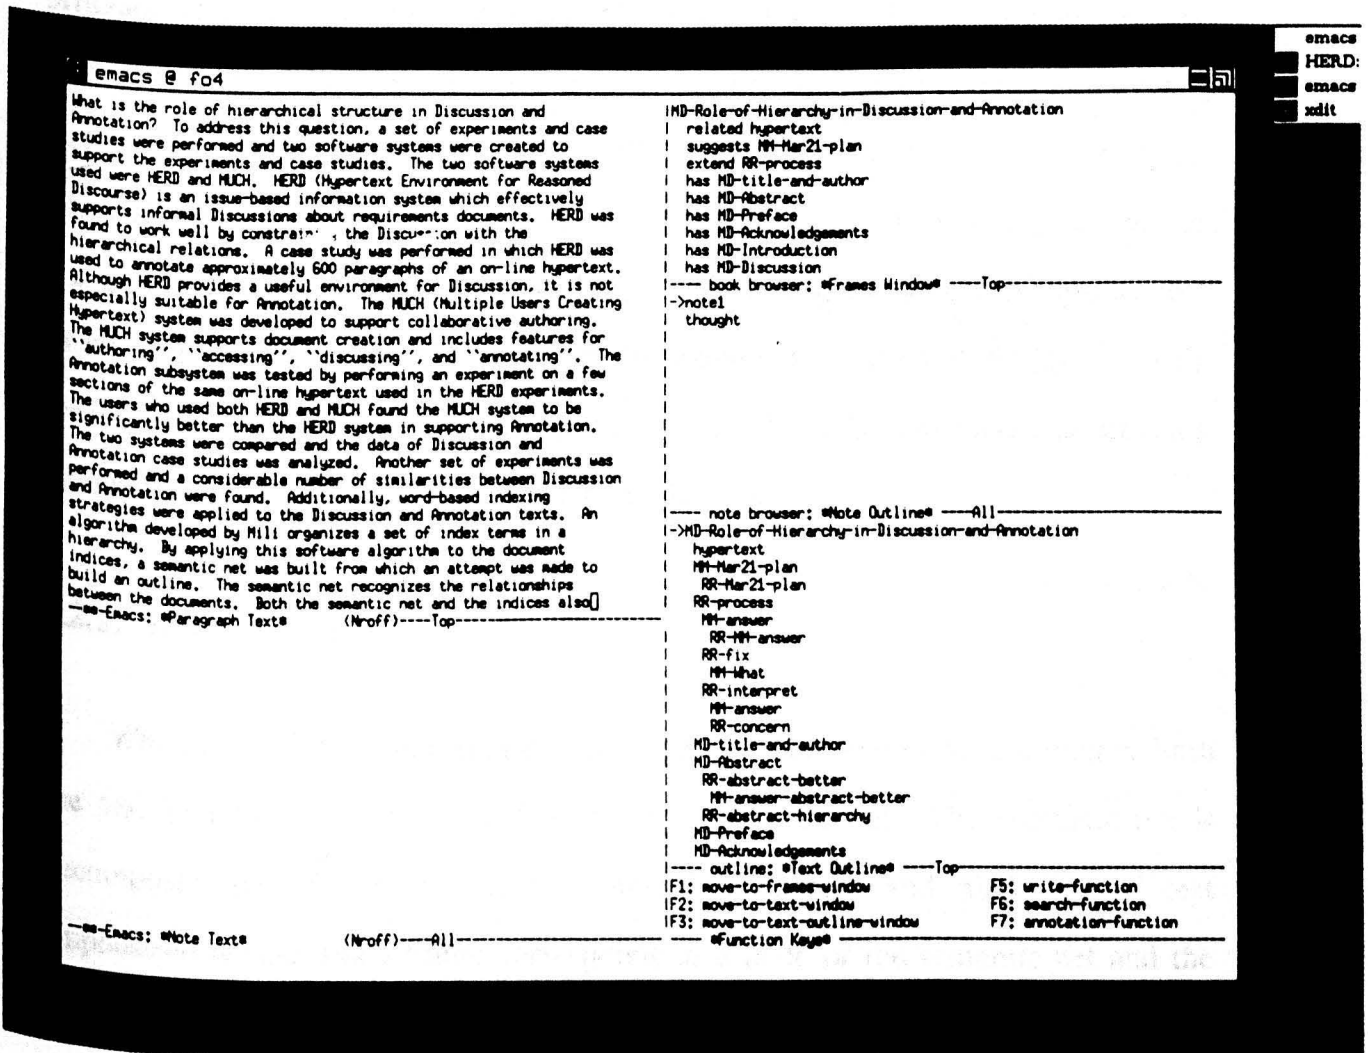 emacs
HERD:
emacs
xdit
emacs @ fo4
What is the role of hierarchical structure in Discussion and
Annotation?  To address this question, a set of experiments and case
studies were performed and two software systems were created to
support the experiments and case studies.  The two software systems
used were HERD and MUCH.  HERD (Hypertext Environment for Reasoned
Discourse) is an issue-based information system which effectively
supports informal Discussions about requirements documents.  HERD was
found to work well by , the with the
hierarchical relations.  A case study was performed in which HERD was
used to annotate approximately 600 paragraphs of an on-line hypertext.
Although HERD provides a useful environment for Discussion, it is not
especially suitable for Annotation.  The MUCH (Multiple Users Creating
Hypertext) system was developed to support collaborative authoring.
The MUCH system supports document creation and includes features for
``authoring'', ``accessing'', ``discussing'', and ``annotating''.  The
Annotation subsystem was tested by performing an experiment on a few
sections of the same on-line hypertext used in the HERD experiments.
The users who used both HERD and MUCH found the MUCH system to be
significantly better than the HERD system in supporting Annotation.
The two systems were compared and the data of Discussion and
Annotation case studies was analyzed.  Another set of experiments was
performed and a considerable number of similarities between Discussion
and Annotation were found.  Additionally, word-based indexing
strategies were applied to the Discussion and Annotation texts.  An
algorithm developed by Mili organizes a set of index terms in a
hierarchy.  By applying this software algorithm to the document
indices, a semantic net was built from which an attempt was made to
build an outline.  The semantic net recognizes the relationships
between the documents.  Both the semantic net and the indices also
--**-Emacs: *Paragraph Text*        (Nroff)----Top-------------------------
--**-Emacs: *Note Text*        (Nroff)----All-------------------------
|MD-Role-of-Hierarchy-in-Discussion-and-Annotation
|  related hypertext
|  suggests MM-Mar21-plan
|  extend RR-process
|  has MD-title-and-author
|  has MD-Abstract
|  has MD-Preface
|  has MD-Acknowledgements
|  has MD-Introduction
|  has MD-Discussion
|---- book browser: *Frames Window* ----Top-------------------------
|->note1
|  thought
|---- note browser: *Note Outline* ----All-------------------------
|->MD-Role-of-Hierarchy-in-Discussion-and-Annotation
|   hypertext
|   MM-Mar21-plan
|    RR-Mar21-plan
|   RR-process
|    MM-answer
|     RR-MM-answer
|    RR-fix
|     MM-What
|    RR-interpret
|     MM-answer
|     RR-concern
|   MD-title-and-author
|   MD-Abstract
|    RR-abstract-better
|     MM-answer-abstract-better
|    RR-abstract-hierarchy
|   MD-Preface
|   MD-Acknowledgements
|---- outline: *Text Outline* ----Top-------------------------
|F1: move-to-frames-window        F5: write-function
|F2: move-to-text-window        F6: search-function
|F3: move-to-text-outline-window        F7: annotation-function
---- *Function Keys* -------------------------